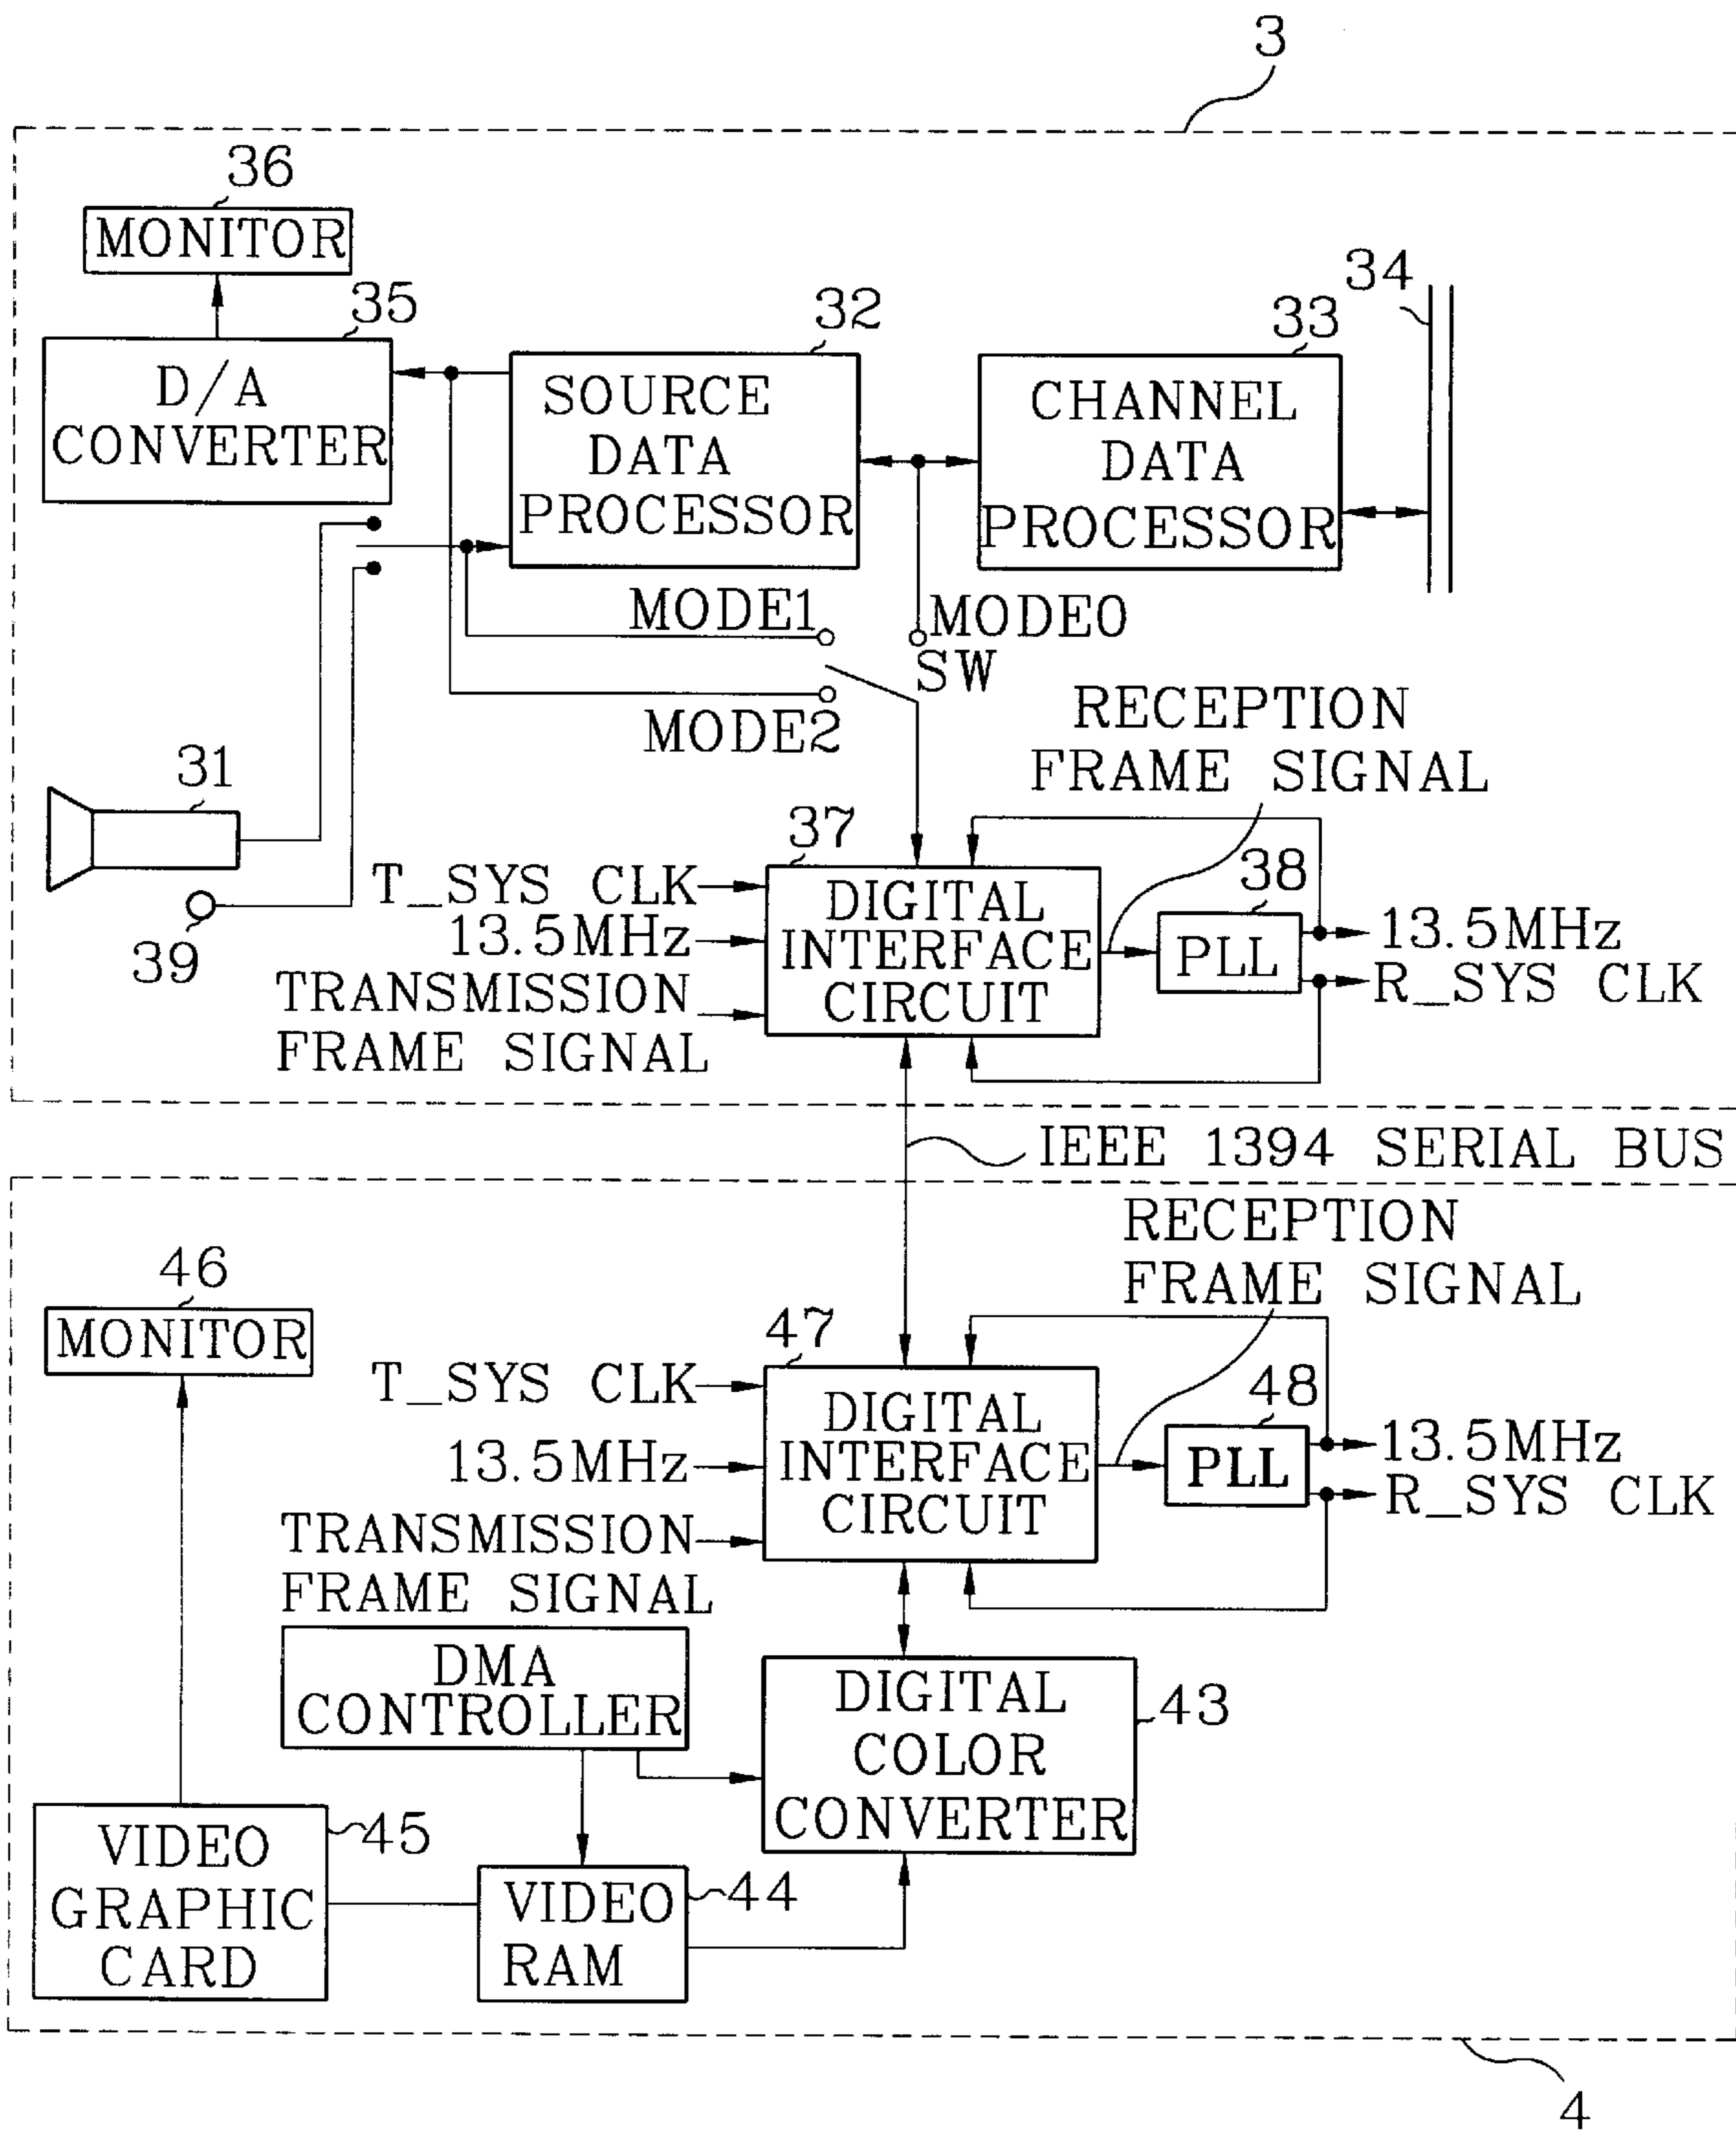 3
36
MONITOR
35
D/A
CONVERTER
32
SOURCE
DATA
PROCESSOR
33
CHANNEL
DATA
PROCESSOR
34
MODE1
MODE0
SW
MODE2
RECEPTION
FRAME SIGNAL
31
39
37
T_SYS CLK
13.5MHz
TRANSMISSION
FRAME SIGNAL
DIGITAL
INTERFACE
CIRCUIT
38
PLL
13.5MHz
R_SYS CLK
IEEE 1394 SERIAL BUS
RECEPTION
FRAME SIGNAL
46
MONITOR
47
T_SYS CLK
13.5MHz
TRANSMISSION
FRAME SIGNAL
DIGITAL
INTERFACE
CIRCUIT
48
PLL
13.5MHz
R_SYS CLK
DMA
CONTROLLER
DIGITAL
COLOR
CONVERTER
43
VIDEO
GRAPHIC
CARD
45
VIDEO
RAM
44
4